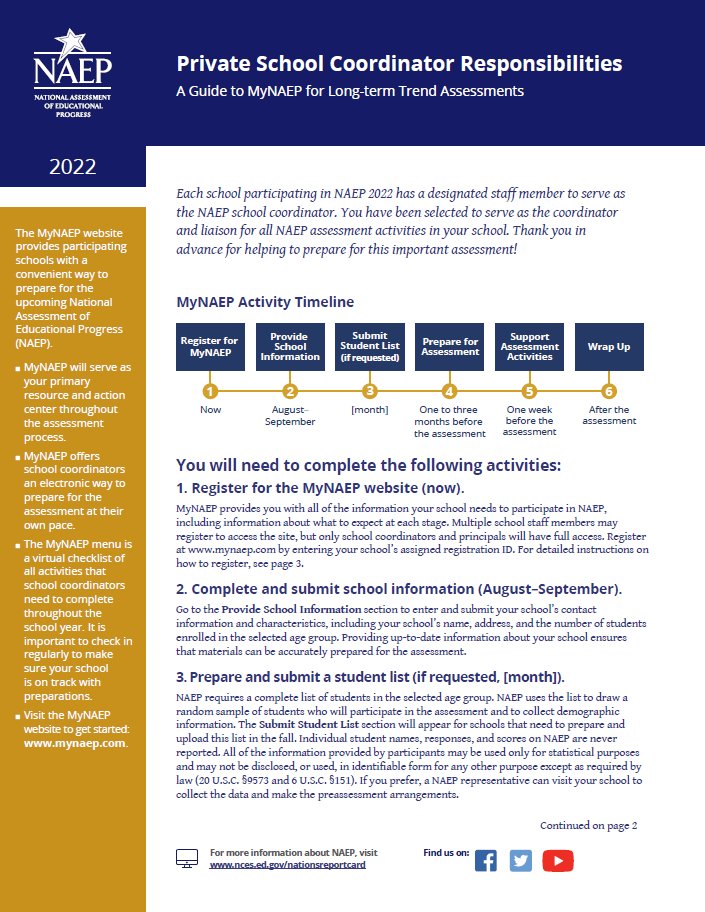 NAEP
NATIONAL ASSESSMENT
OF EDUCATIONAL
PROGRESS
2022
Private School Coordinator Responsibilities
A Guide to MyNAEP for Long-term Trend Assessments
The MyNAEP website
provides participating
schools with a
convenient way to
prepare for the
upcoming National
Assessment of
Educational Progress
(NAEP).
■ MyNAEP will serve as
your primary
resource and action
center throughout
the assessment
process.
■ MyNAEP offers
school coordinators
an electronic way to
prepare for the
assessment at their
own pace.
■ The MyNAEP menu is
a virtual checklist of
all activities that
school coordinators
need to complete
throughout the
school year. It is
important to check in
regularly to make
sure your school
is on track with
preparations.
■ Visit the MyNAEP
website to get started:
www.mynaep.com.
Each school participating in NAEP 2022 has a designated staff member to serve as
the NAEP school coordinator. You have been selected to serve as the coordinator
and liaison for all NAEP assessment activities in your school. Thank you in
advance for helping to prepare for this important assessment!
MyNAEP Activity Timeline
Register for
MyNAEP
1
Now
Provide
School
Information
2
August–
September
Submit
Student List
(if requested)
3
[month]
Prepare for
Assessment
4
One to three
months before
the assessment
Support
Assessment
Activities
5
One week
before the
assessment
Wrap Up
6
After the
assessment
You will need to complete the following activities:
1. Register for the MyNAEP website (now).
MyNAEP provides you with all of the information your school needs to participate in NAEP,
including information about what to expect at each stage. Multiple school staff members may
register to access the site, but only school coordinators and principals will have full access. Register
at www.mynaep.com by entering your school's assigned registration ID. For detailed instructions on
how to register, see page 3.
2. Complete and submit school information (August–September).
Go to the Provide School Information section to enter and submit your school's contact
information and characteristics, including your school's name, address, and the number of students
enrolled in the selected age group. Providing up-to-date information about your school ensures
that materials can be accurately prepared for the assessment.
3. Prepare and submit a student list (if requested, [month]).
NAEP requires a complete list of students in the selected age group. NAEP uses the list to draw a
random sample of students who will participate in the assessment and to collect demographic
information. The Submit Student List section will appear for schools that need to prepare and
upload this list in the fall. Individual student names, responses, and scores on NAEP are never
reported. All of the information provided by participants may be used only for statistical purposes
and may not be disclosed, or used, in identifiable form for any other purpose except as required by
law (20 U.S.C. §9573 and 6 U.S.C. §151). If you prefer, a NAEP representative can visit your school to
collect the data and make the preassessment arrangements.
Continued on page 2
For more information about NAEP, visit
www.nces.ed.gov/nationsreportcard
Find us on: